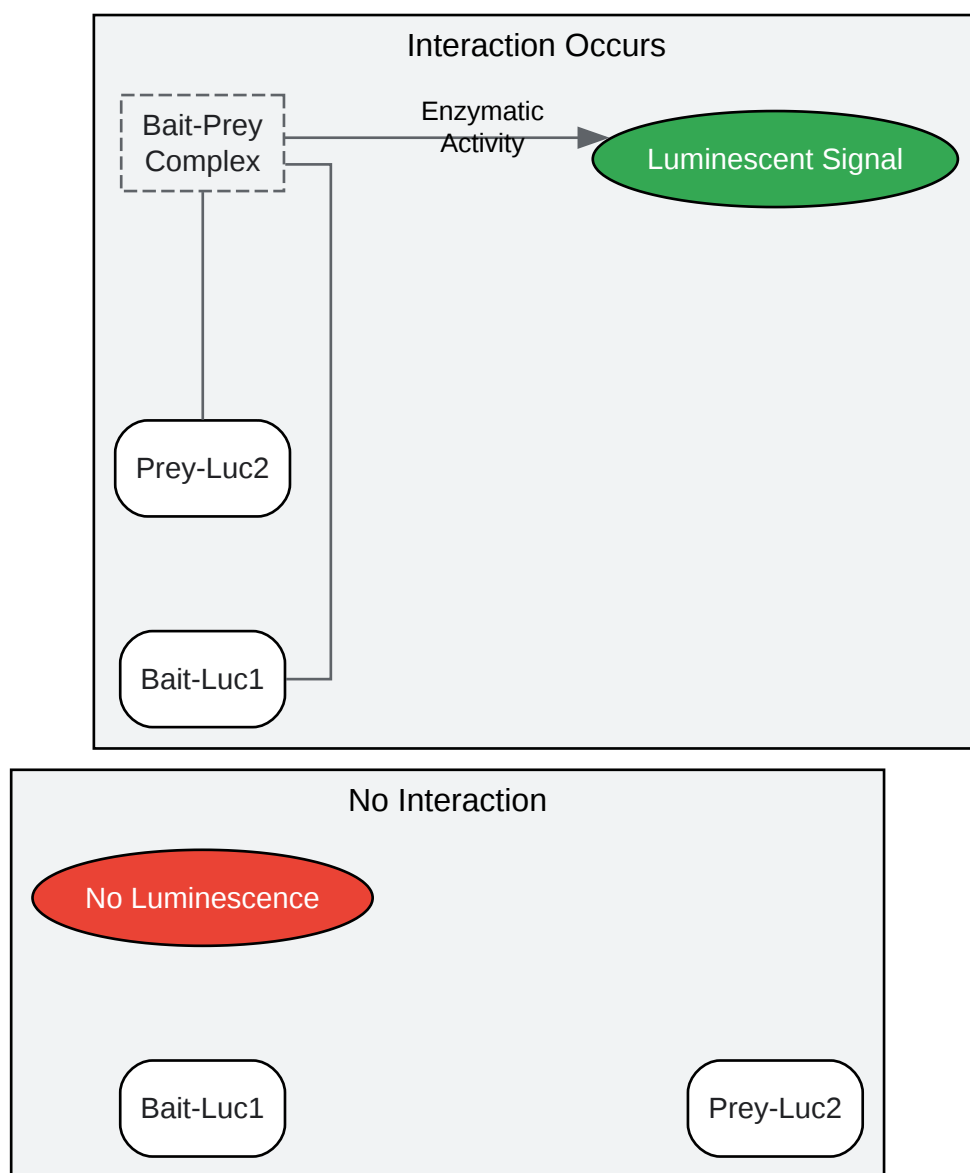 Interaction Occurs
Bait-Prey
Complex
Enzymatic
Activity
Luminescent Signal
Prey-Luc2
Bait-Luc1
No Interaction
No Luminescence
Bait-Luc1
Prey-Luc2